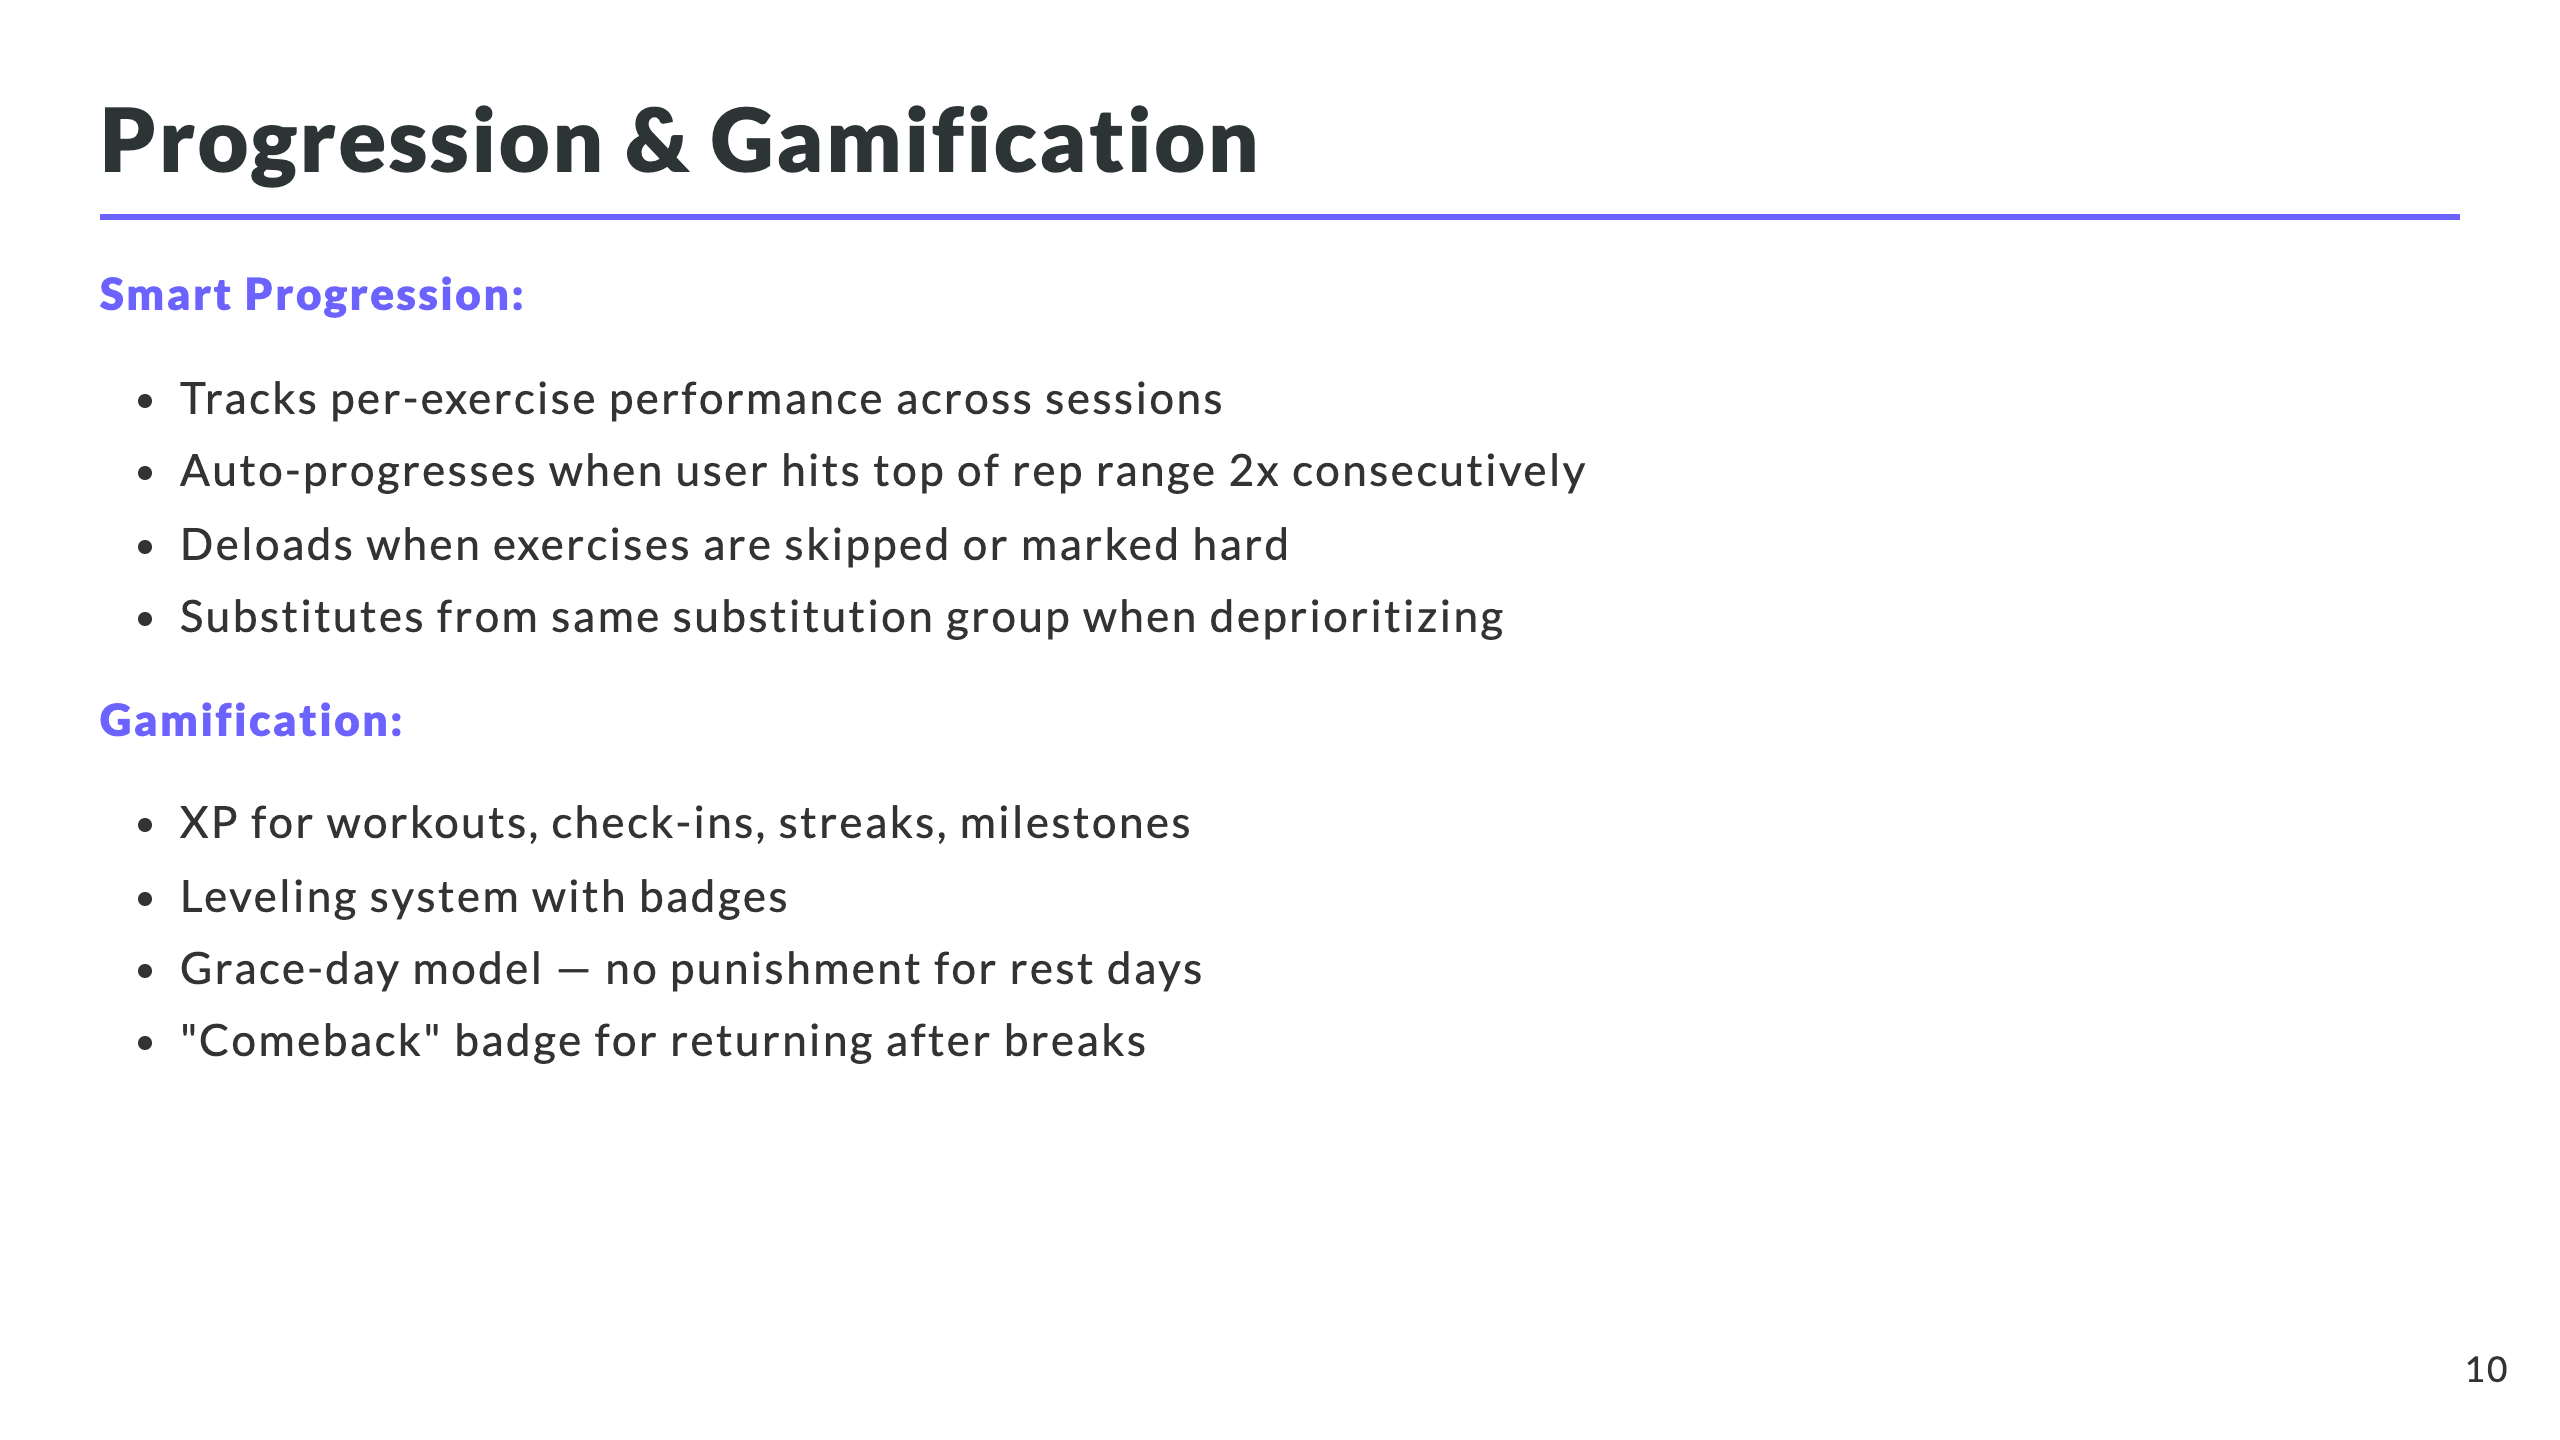 Progression & Gamification
Smart Progression:
• Tracks per-exercise performance across sessions
• Auto-progresses when user hits top of rep range 2x consecutively
• Deloads when exercises are skipped or marked hard
• Substitutes from same substitution group when deprioritizing
Gamification:
• XP for workouts, check-ins, streaks, milestones
• Leveling system with badges
• Grace-day model — no punishment for rest days
• "Comeback" badge for returning after breaks
10